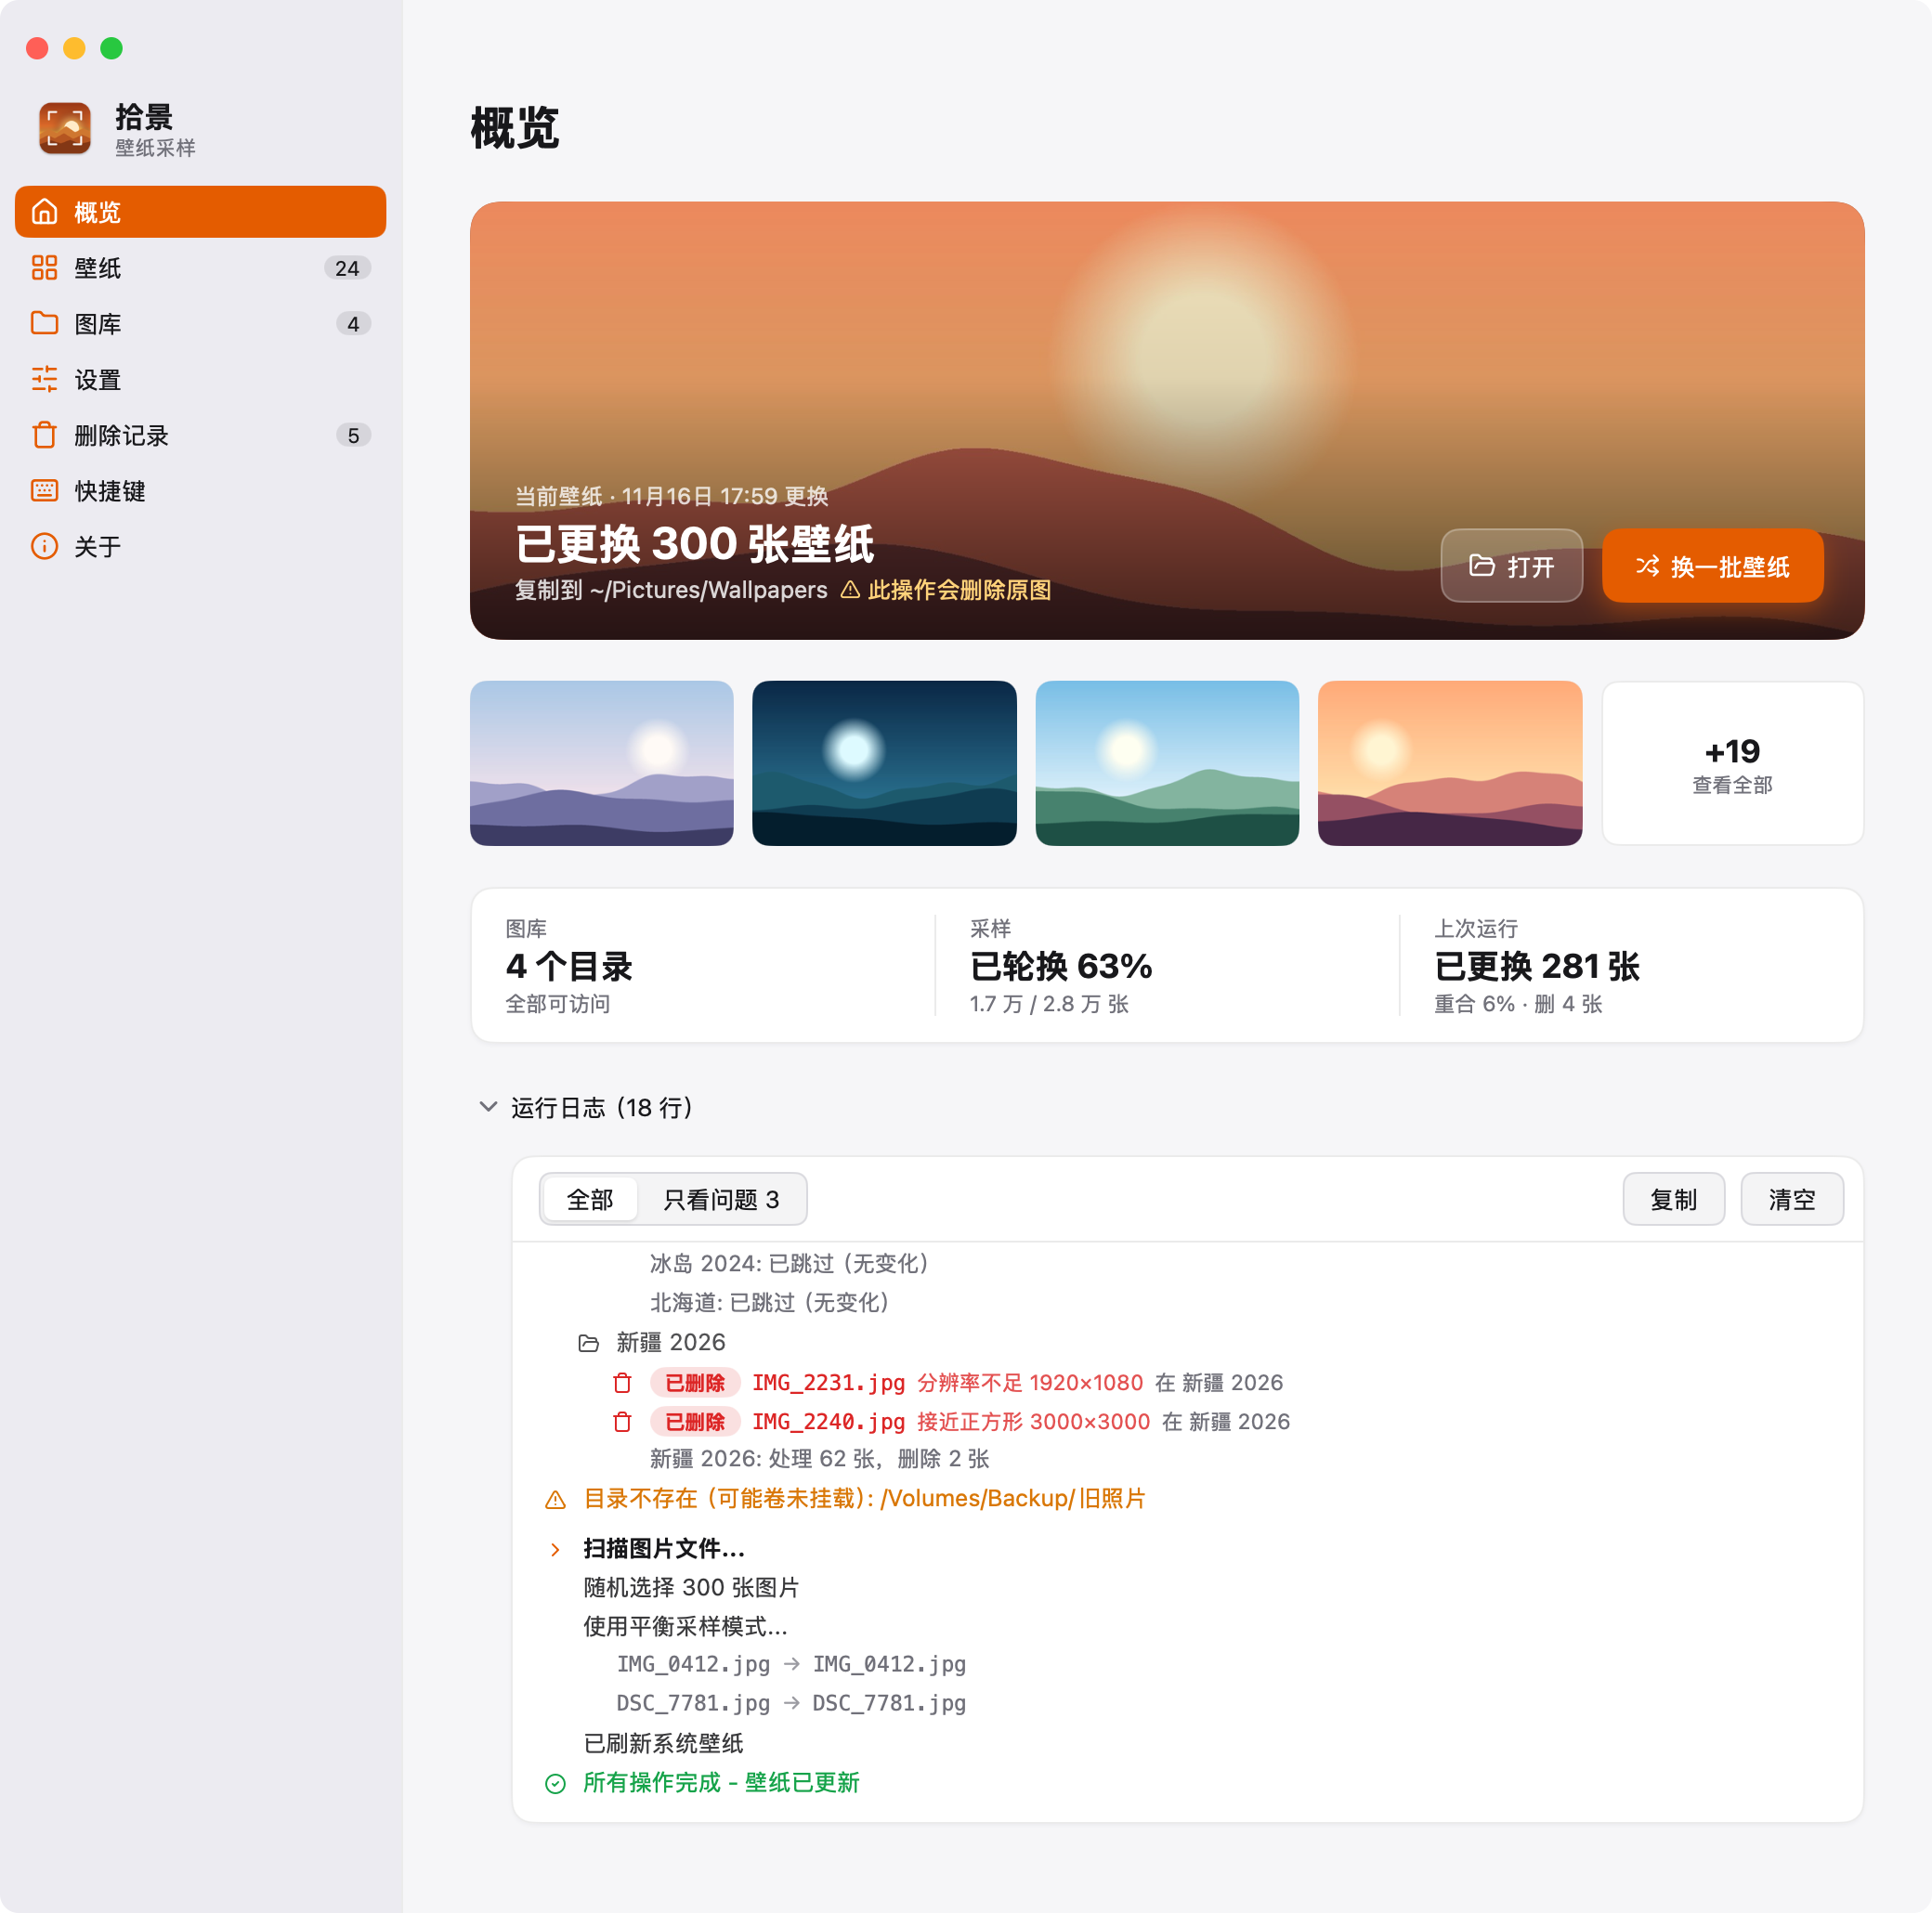 拾景
壁纸采样
概览
壁纸 24
图库 4
设置
删除记录 5
快捷键
关于
概览
当前壁纸 · 11月16日 17:59 更换
已更换 300 张壁纸
复制到 ~/Pictures/Wallpapers 此操作会删除原图
打开
换一批壁纸
+19
查看全部
图库
4 个目录
全部可访问
采样
已轮换 63%
1.7 万 / 2.8 万 张
上次运行
已更换 281 张
重合 6% · 删 4 张
运行日志（18 行）
全部 只看问题 3 复制 清空
冰岛 2024: 已跳过（无变化）
北海道: 已跳过（无变化）
新疆 2026
已删除 IMG_2231.jpg 分辨率不足 1920×1080 在 新疆 2026
已删除 IMG_2240.jpg 接近正方形 3000×3000 在 新疆 2026
新疆 2026: 处理 62 张，删除 2 张
目录不存在（可能卷未挂载）: /Volumes/Backup/旧照片
扫描图片文件...
随机选择 300 张图片
使用平衡采样模式...
IMG_0412.jpg → IMG_0412.jpg
DSC_7781.jpg → DSC_7781.jpg
已刷新系统壁纸
所有操作完成 - 壁纸已更新